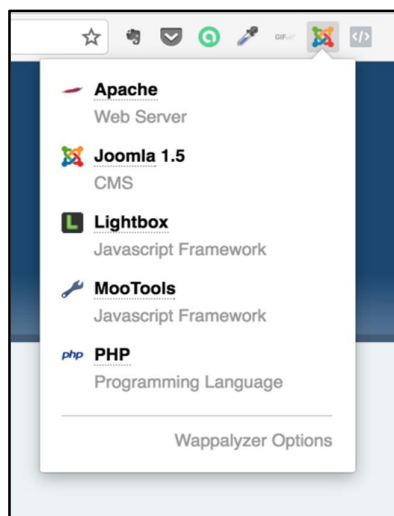 Apache
Web Server
Joomla 1.5
CMS
L Lightbox
Javascript Framework
MooTools
Javascript Framework
php PHP
Programming Language
Wappalyzer Options